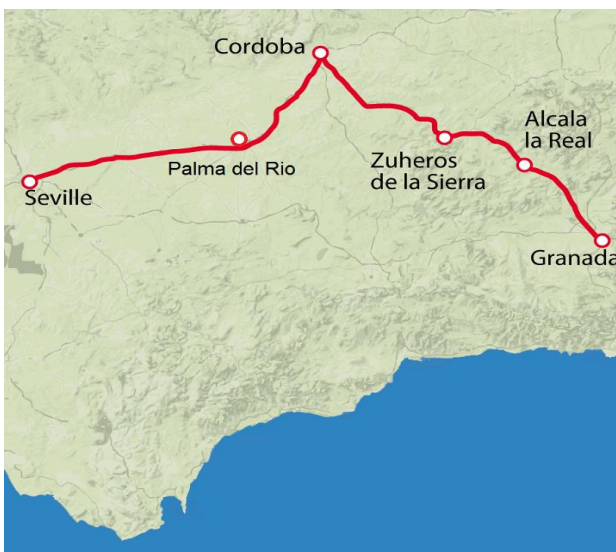 Cordoba
Alcala
la Real
Palma del Rio
Zuheros
de la Sierra
Seville
Granada